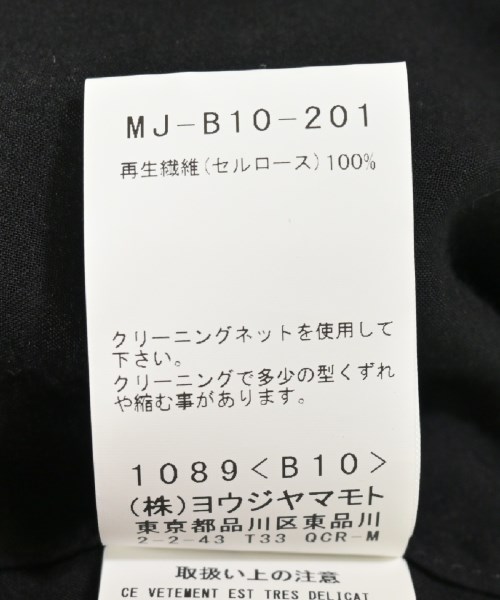 MJ-B10-201
再生繊維(セルロース)100%
クリーニングネットを使用して
下さい。
クリーニングで多少の型くずれ
や縮む事があります。
1089<B10>
(株)ヨウジヤマモト
東京都品川区東品川
2-2-43 T33 QCR-M
取扱い上の注意
CE VETEMENT EST TRES DELICAT